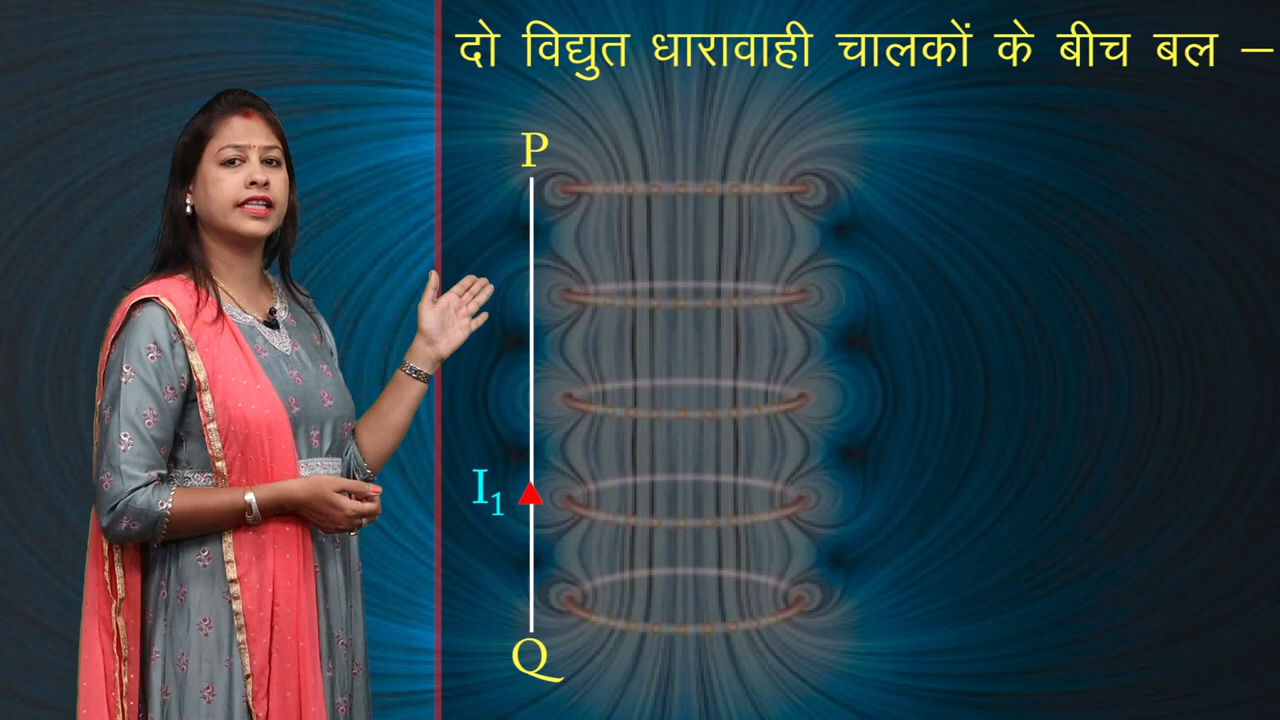 दो विद्युत धारावाही चालकों के बीच बल –
P
I₁
Q